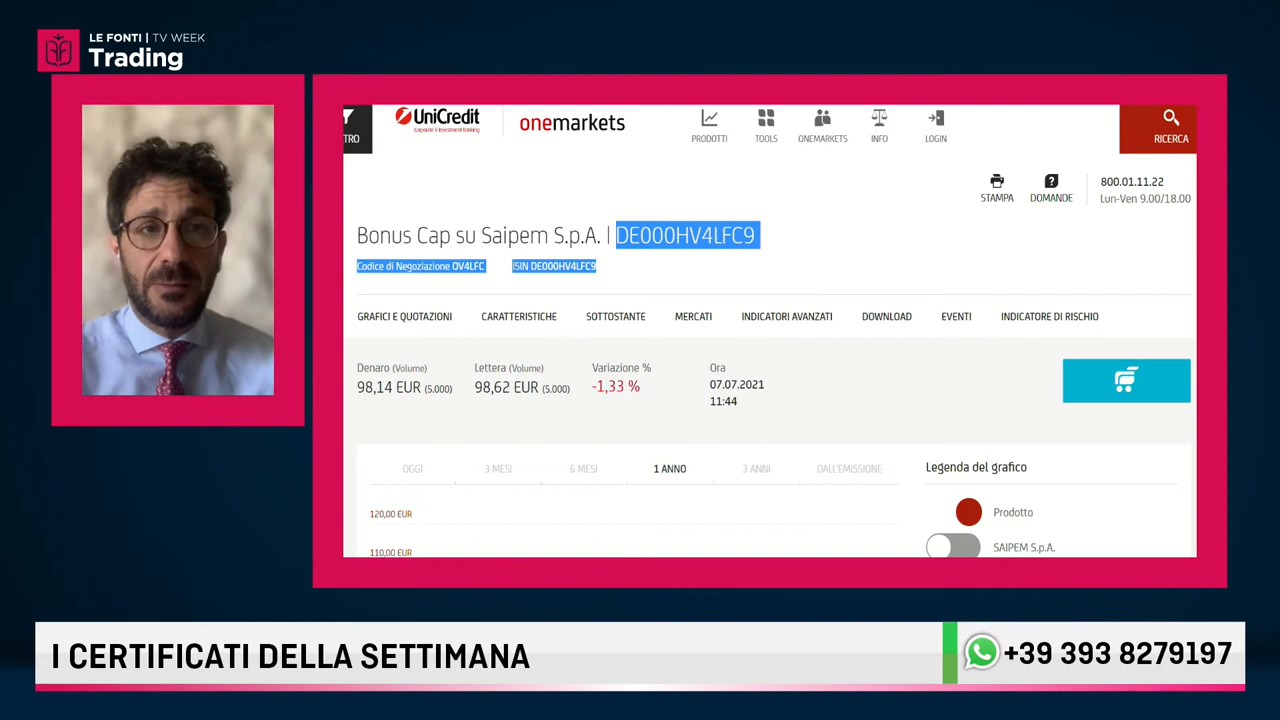 LE FONTI | TV WEEK
Trading
TRO
UniCredit
Corporate & Investment Banking
onemarkets
PRODOTTI
TOOLS
ONEMARKETS
INFO
LOGIN
RICERCA
STAMPA
DOMANDE
800.01.11.22
Lun-Ven 9.00/18.00
Bonus Cap su Saipem S.p.A. | DE000HV4LFC9
Codice di Negoziazione OV4LFC ISIN DE000HV4LFC9
GRAFICI E QUOTAZIONI CARATTERISTICHE SOTTOSTANTE MERCATI INDICATORI AVANZATI DOWNLOAD EVENTI INDICATORE DI RISCHIO
Denaro (Volume) Lettera (Volume) Variazione % Ora
98,14 EUR (5.000) 98,62 EUR (5.000) -1,33 % 07.07.2021
11:44
OGGI 3 MESI 6 MESI 1 ANNO 3 ANNI DALL'EMISSIONE
Legenda del grafico
120,00 EUR
Prodotto
110,00 EUR
SAIPEM S.p.A.
I CERTIFICATI DELLA SETTIMANA
+39 393 8279197